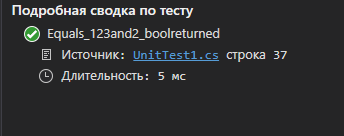 Подробная сводка по тесту
Equals_123and2_boolreturned
Источник: UnitTest1.cs строка 37
Длительность: 5 мс